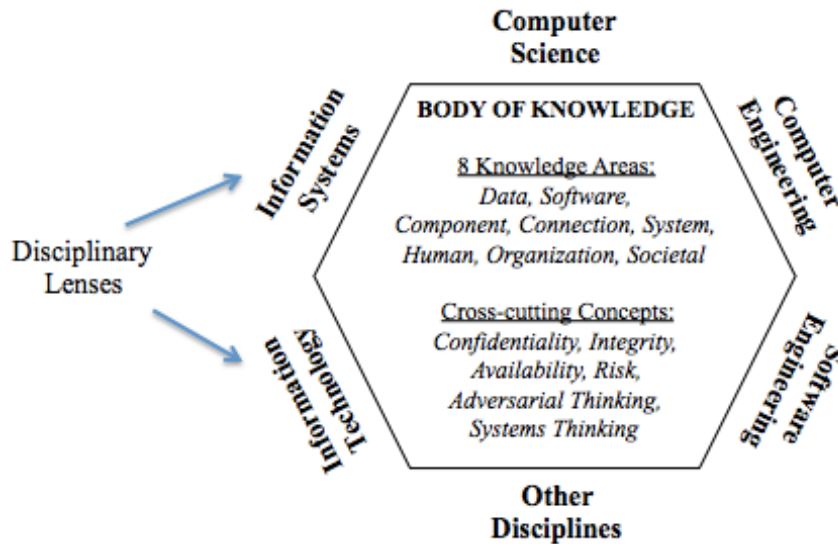 Computer
Science
Information
Systems
Computer
Engineering
BODY OF KNOWLEDGE
8 Knowledge Areas:
Data, Software,
Component, Connection, System,
Human, Organization, Societal
Disciplinary
Lenses
Cross-cutting Concepts:
Confidentiality, Integrity,
Availability, Risk,
Adversarial Thinking,
Systems Thinking
Information
Technology
Software
Engineering
Other
Disciplines